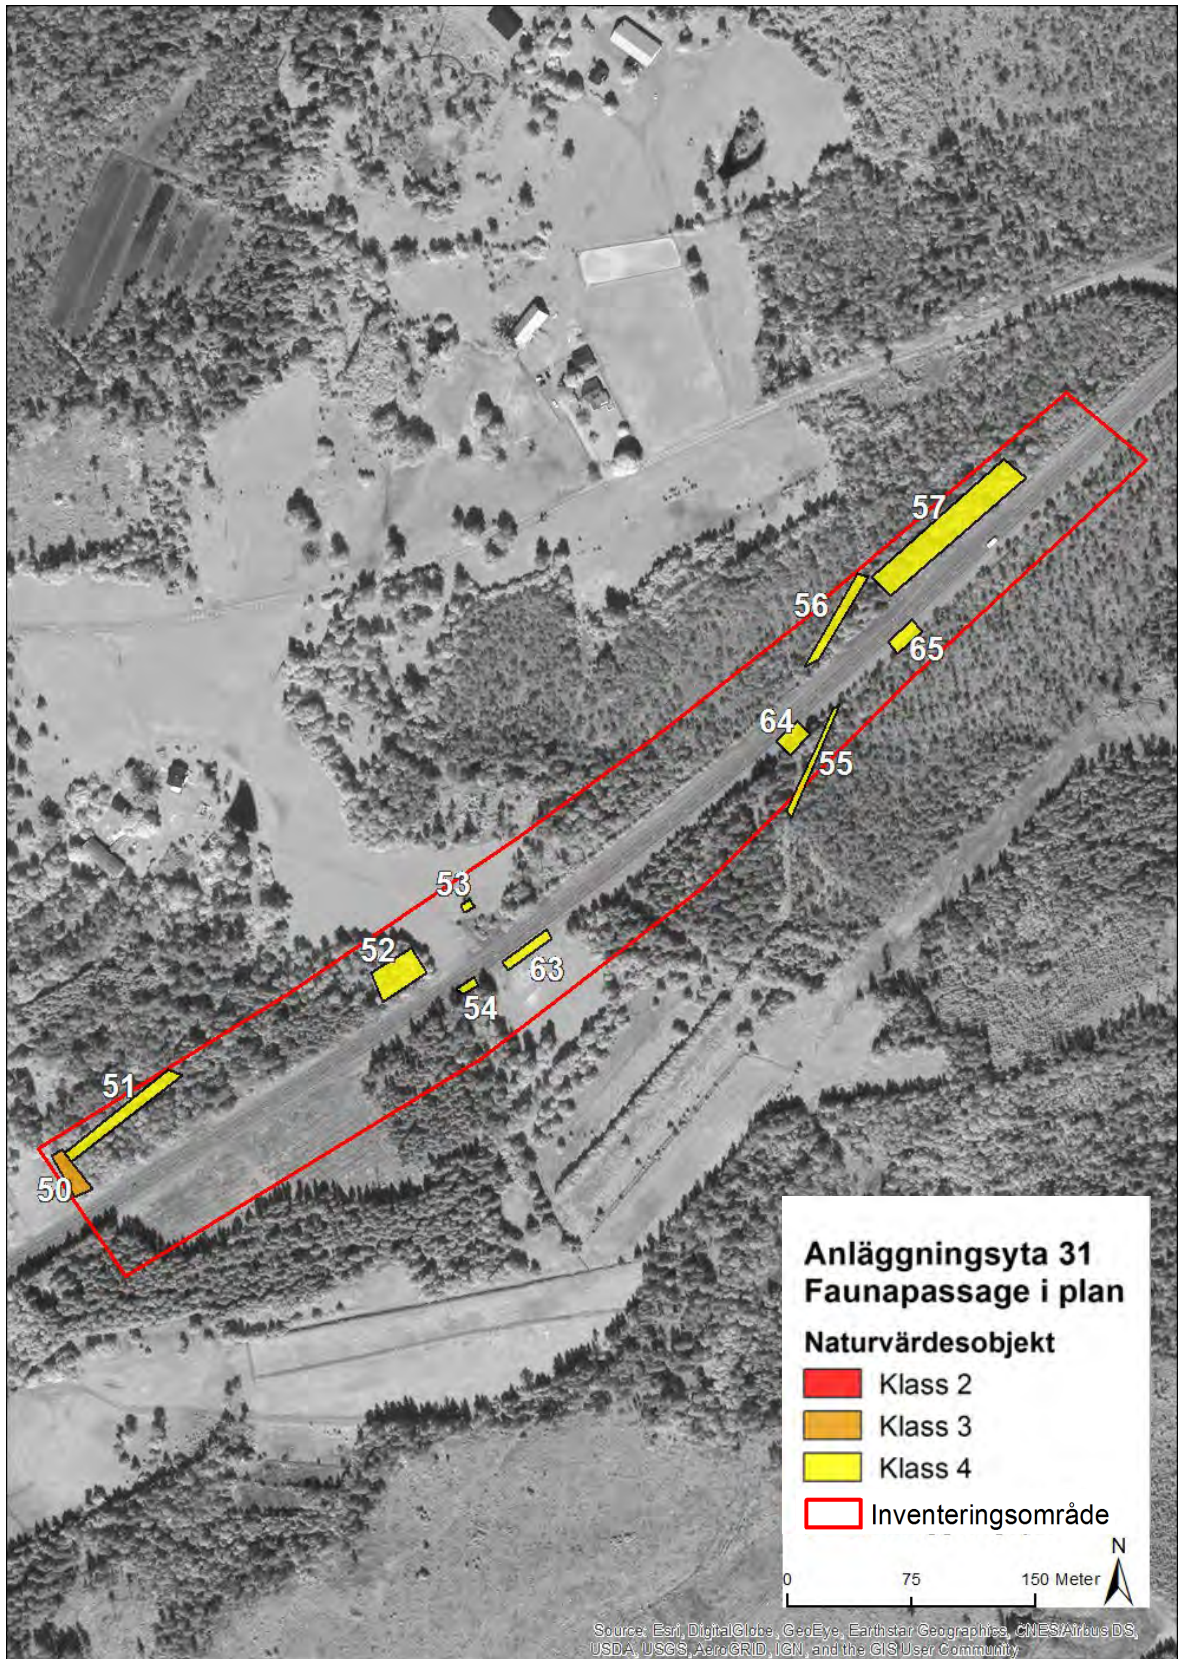 57
56
65
64
55
53
52
63
54
51
50
Anläggningsyta 31
Faunapassage i plan
Naturvärdesobjekt
Klass 2
Klass 3
Klass 4
Inventeringsområde
N
0 75 150 Meter
Source: Esri, DigitalGlobe, GeoEye, Earthstar Geographics, CNES/Airbus DS,
USDA, USGS, AeroGRID, IGN, and the GIS User Community